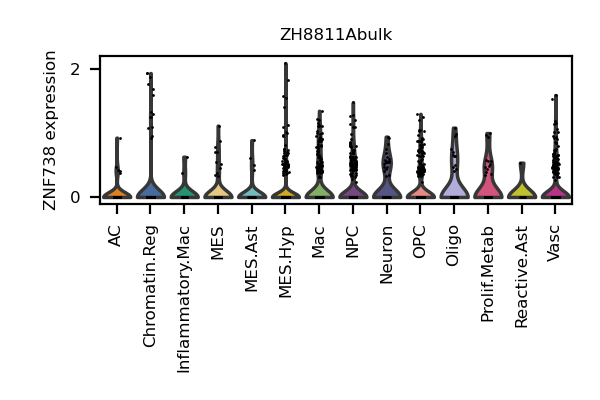 ZH8811Abulk
ZNF738 expression
2
0
AC
Chromatin.Reg
Inflammatory.Mac
MES
MES.Ast
MES.Hyp
Mac
NPC
Neuron
OPC
Oligo
Prolif.Metab
Reactive.Ast
Vasc